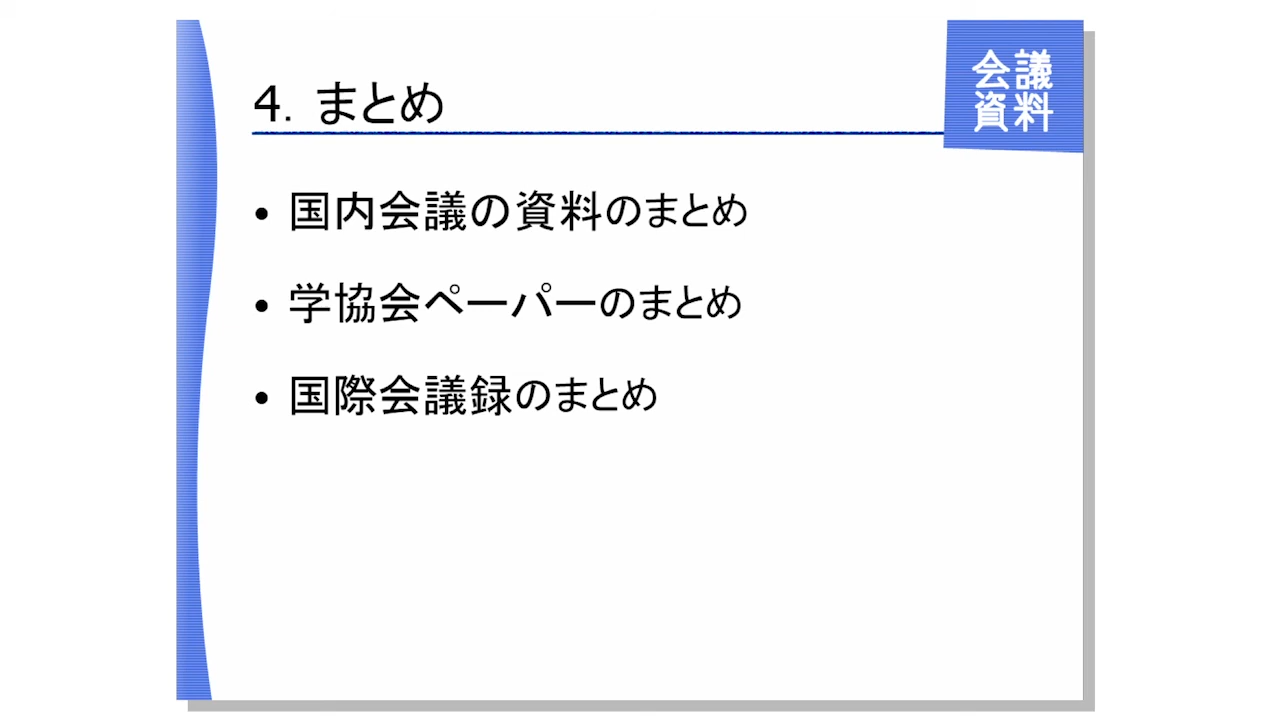 4. まとめ
会議
資料
• 国内会議の資料のまとめ
• 学協会ペーパーのまとめ
• 国際会議録のまとめ